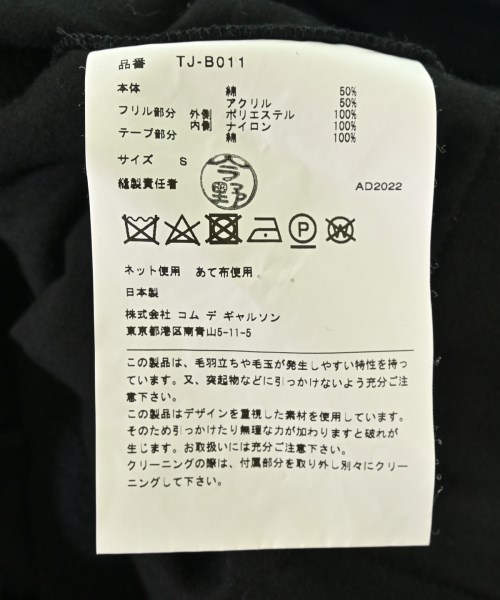 品番 TJ-B011
本体 綿 50%
アクリル 50%
フリル部分 外側 ポリエステル 100%
内側 ナイロン 100%
テープ部分 綿 100%
サイズ S
縫製責任者 今野 AD2022
P W
ネット使用 あて布使用。
日本製
株式会社 コム デ ギャルソン
東京都港区南青山5-11-5
この製品は、毛羽立ちや毛玉が発生しやすい特性を持っ
ています。又、突起物などに引っかけないよう充分ご注
意下さい。
この製品はデザインを重視した素材を使用しています。
そのため引っかけたり無理な力が加わりますと破れが
生じます。お取扱いには充分ご注意下さい。
クリーニングの際は、付属部分を取り外し別々にクリー
ニングして下さい。